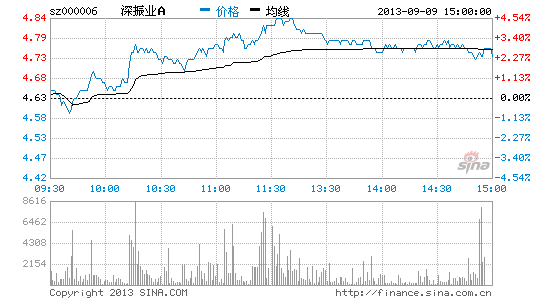 4.84 sz000006 深振业A 价格 均线 2013-09-09 15:00:00 4.54%
4.79 3.40%
4.73 2.27%
4.68 1.13%
4.63 0.00%
4.58 1.13%
4.53 2.27%
4.47 sina 3.40%
4.42 4.54%
09:30 10:00 10:30 11:00 11:30 13:30 14:00 14:30 15:00
8616
6462
4308
2154
Copyright 2013 SINA.COM http://finance.sina.com.cn